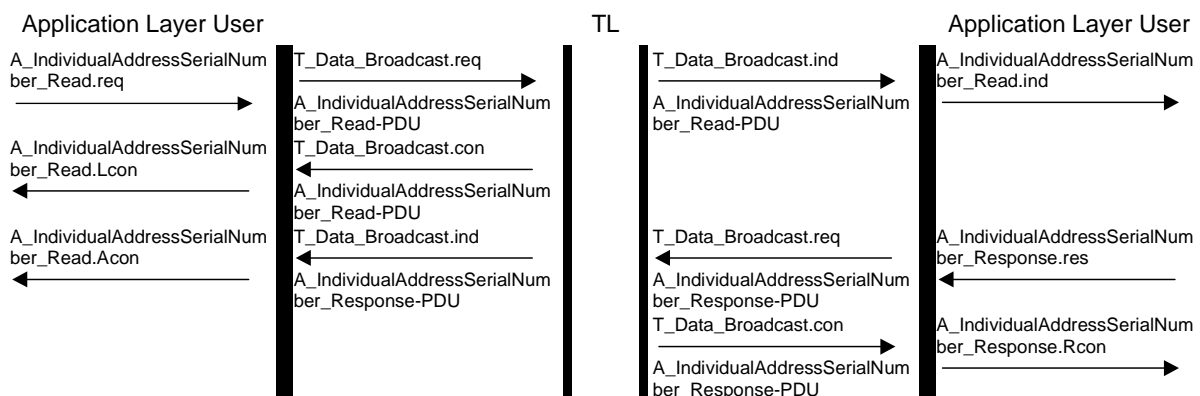 Application Layer User
TL
Application Layer User
A_IndividualAddressSerialNum
ber_Read.req
T_Data_Broadcast.req
A_IndividualAddressSerialNum
ber_Read-PDU
T_Data_Broadcast.ind
A_IndividualAddressSerialNum
ber_Read-PDU
A_IndividualAddressSerialNum
ber_Read.ind
A_IndividualAddressSerialNum
ber_Read.Lcon
T_Data_Broadcast.con
A_IndividualAddressSerialNum
ber_Read-PDU
A_IndividualAddressSerialNum
ber_Read.Acon
T_Data_Broadcast.ind
A_IndividualAddressSerialNum
ber_Response-PDU
T_Data_Broadcast.req
A_IndividualAddressSerialNum
ber_Response-PDU
A_IndividualAddressSerialNum
ber_Response.res
T_Data_Broadcast.con
A_IndividualAddressSerialNum
ber_Response-PDU
A_IndividualAddressSerialNum
ber_Response.Rcon